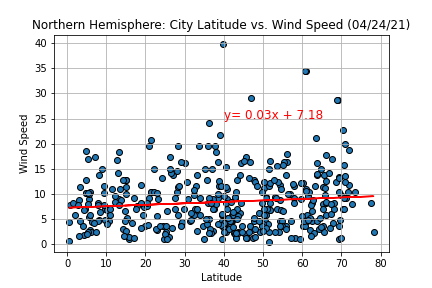 Northern Hemisphere: City Latitude vs. Wind Speed (04/24/21)
40
35
30
25
20
15
10
5
0
Wind Speed
y= 0.03x + 7.18
0 10 20 30 40 50 60 70 80
Latitude